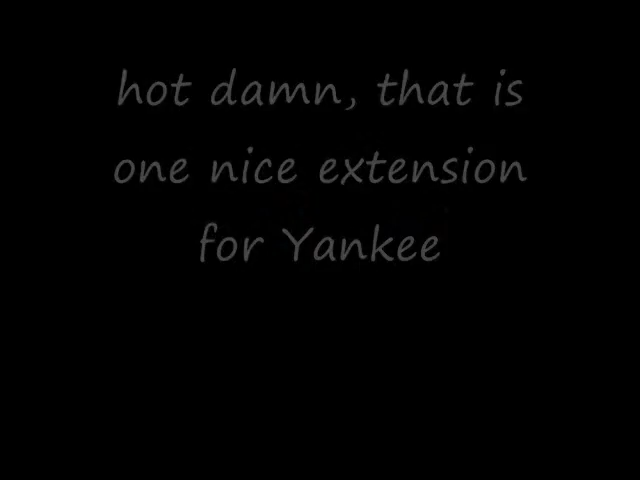 hot damn, that is
one nice extension
for Yankee